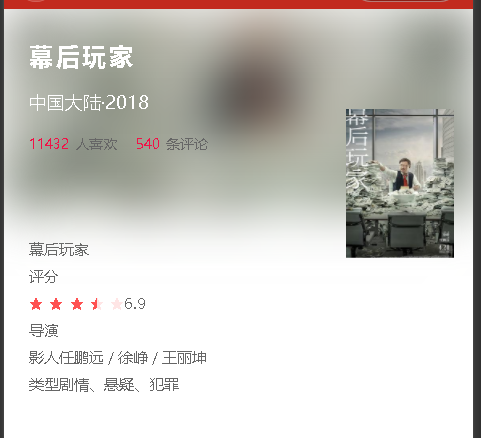 幕后玩家
中国大陆·2018
11432 人喜欢 540 条评论
幕后玩家
幕后玩家
评分
6.9
导演
影人任鹏远 / 徐峥 / 王丽坤
类型剧情、悬疑、犯罪